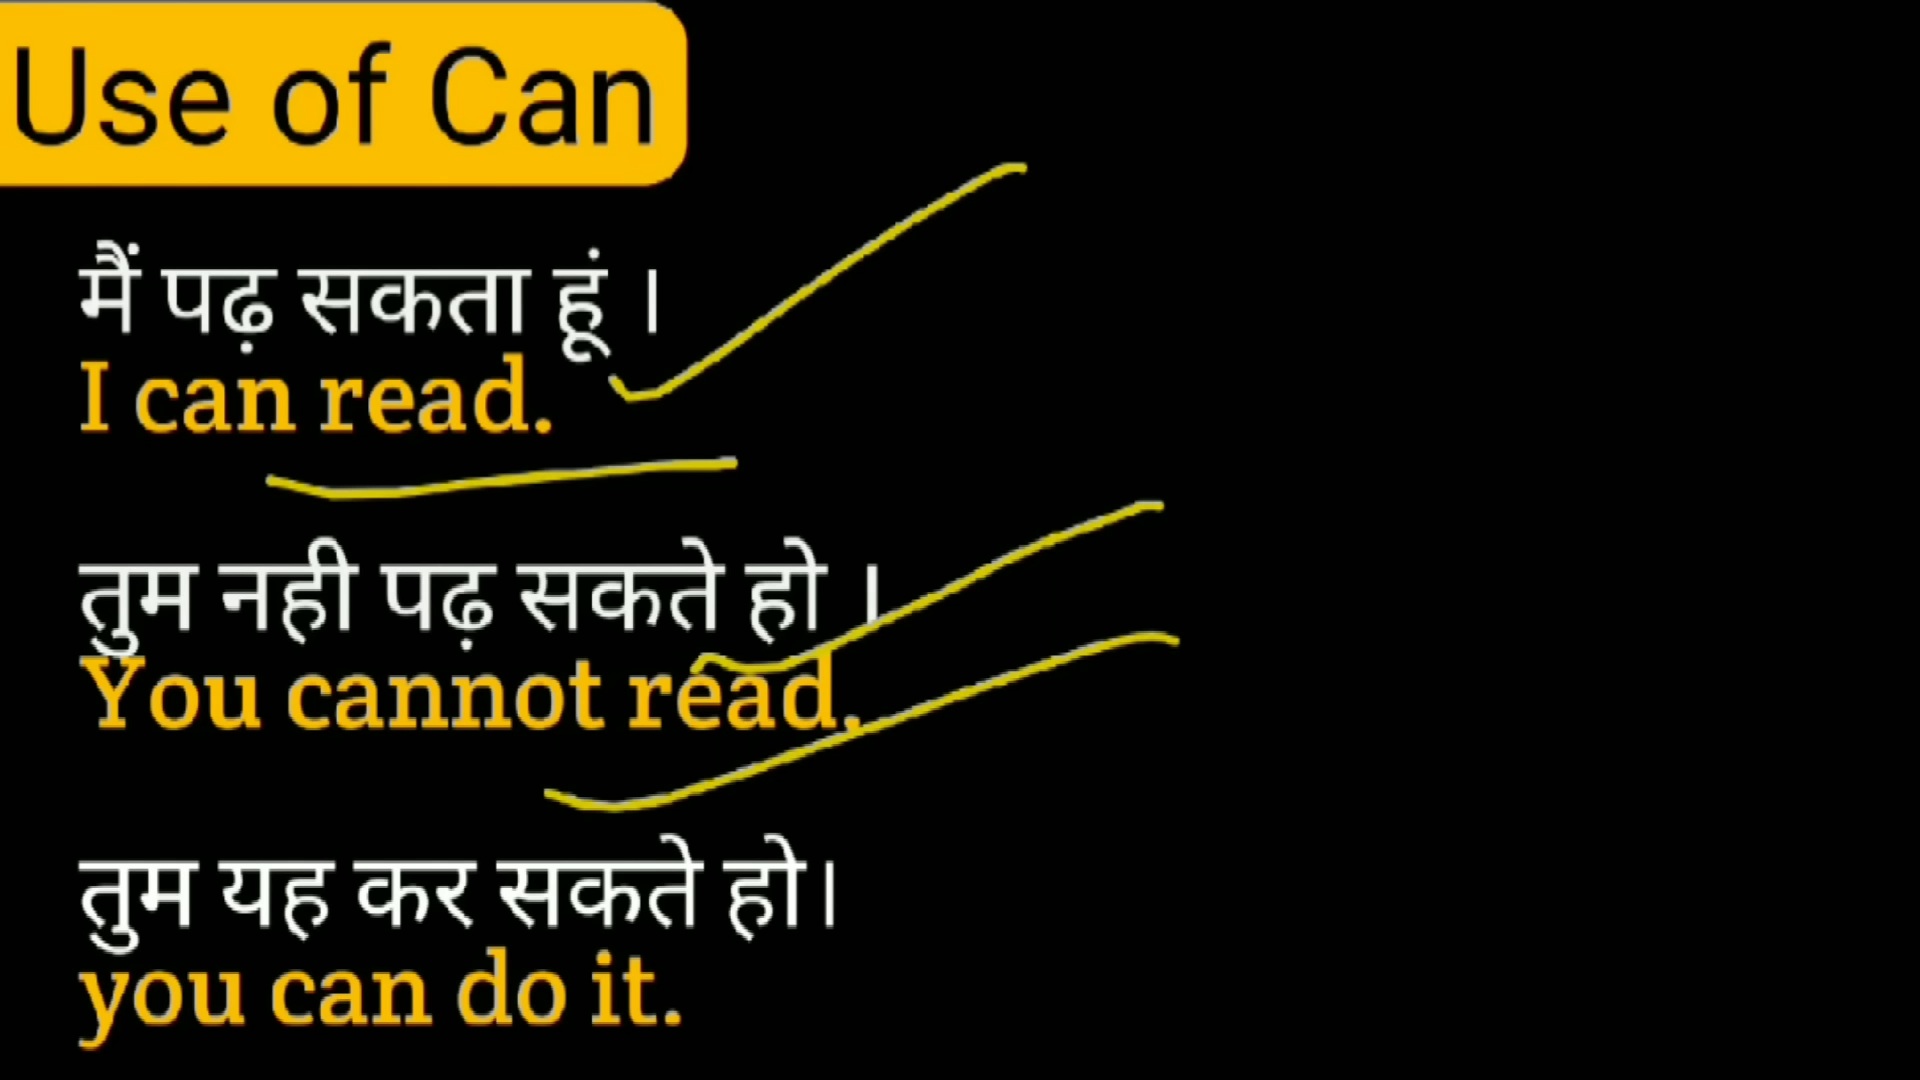 Use of Can
मैं पढ़ सकता हूं ।
I can read.
तुम नही पढ़ सकते हो ।
You cannot read.
तुम यह कर सकते हो।
you can do it.